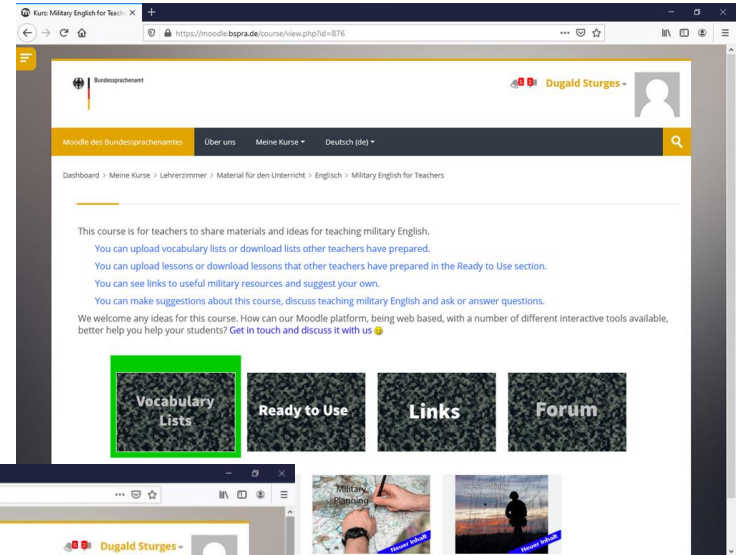 Kurs: Military English for Teach
https://moodle.bspra.de/course/view.php?id=876
Bundessprachenamt
Dugald Sturges
Moodle des Bundessprachenamtes Über uns Meine Kurse Deutsch (de)
Dashboard > Meine Kurse > Lehrerzimmer > Material für den Unterricht > Englisch > Military English for Teachers
This course is for teachers to share materials and ideas for teaching military English.
You can upload vocabulary lists or download lists other teachers have prepared.
You can upload lessons or download lessons that other teachers have prepared in the Ready to Use section.
You can see links to useful military resources and suggest your own.
You can make suggestions about this course, discuss teaching military English and ask or answer questions.
We welcome any ideas for this course. How can our Moodle platform, being web based, with a number of different interactive tools available,
better help you help your students? Get in touch and discuss it with us
Vocabulary
Lists
Ready to Use
Links
Forum
Military
Planning
Neuer Inhalt
Neuer Inhalt
Dugald Sturges